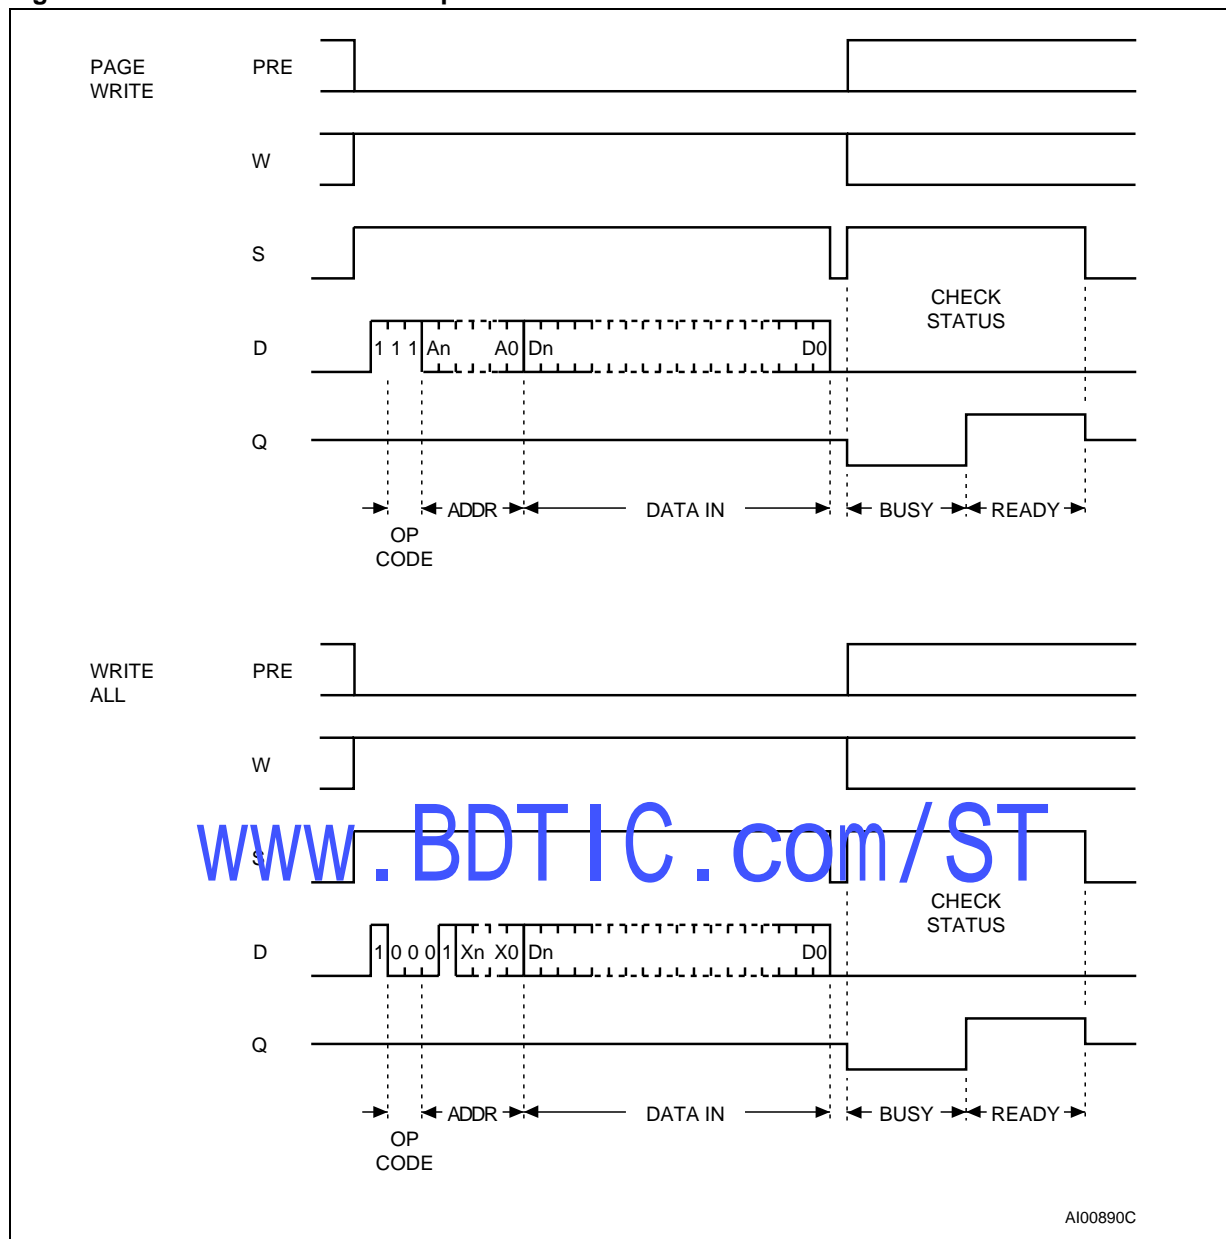 PAGE WRITE PRE
W
S
CHECK STATUS
D 1 1 1 An A0 Dn D0
Q
ADDR DATA IN BUSY READY
OP CODE
WRITE ALL PRE
W
www.BDTIC.com/ST
S
CHECK STATUS
D 1 0 0 0 1 Xn X0 Dn D0
Q
ADDR DATA IN BUSY READY
OP CODE
AI00890C